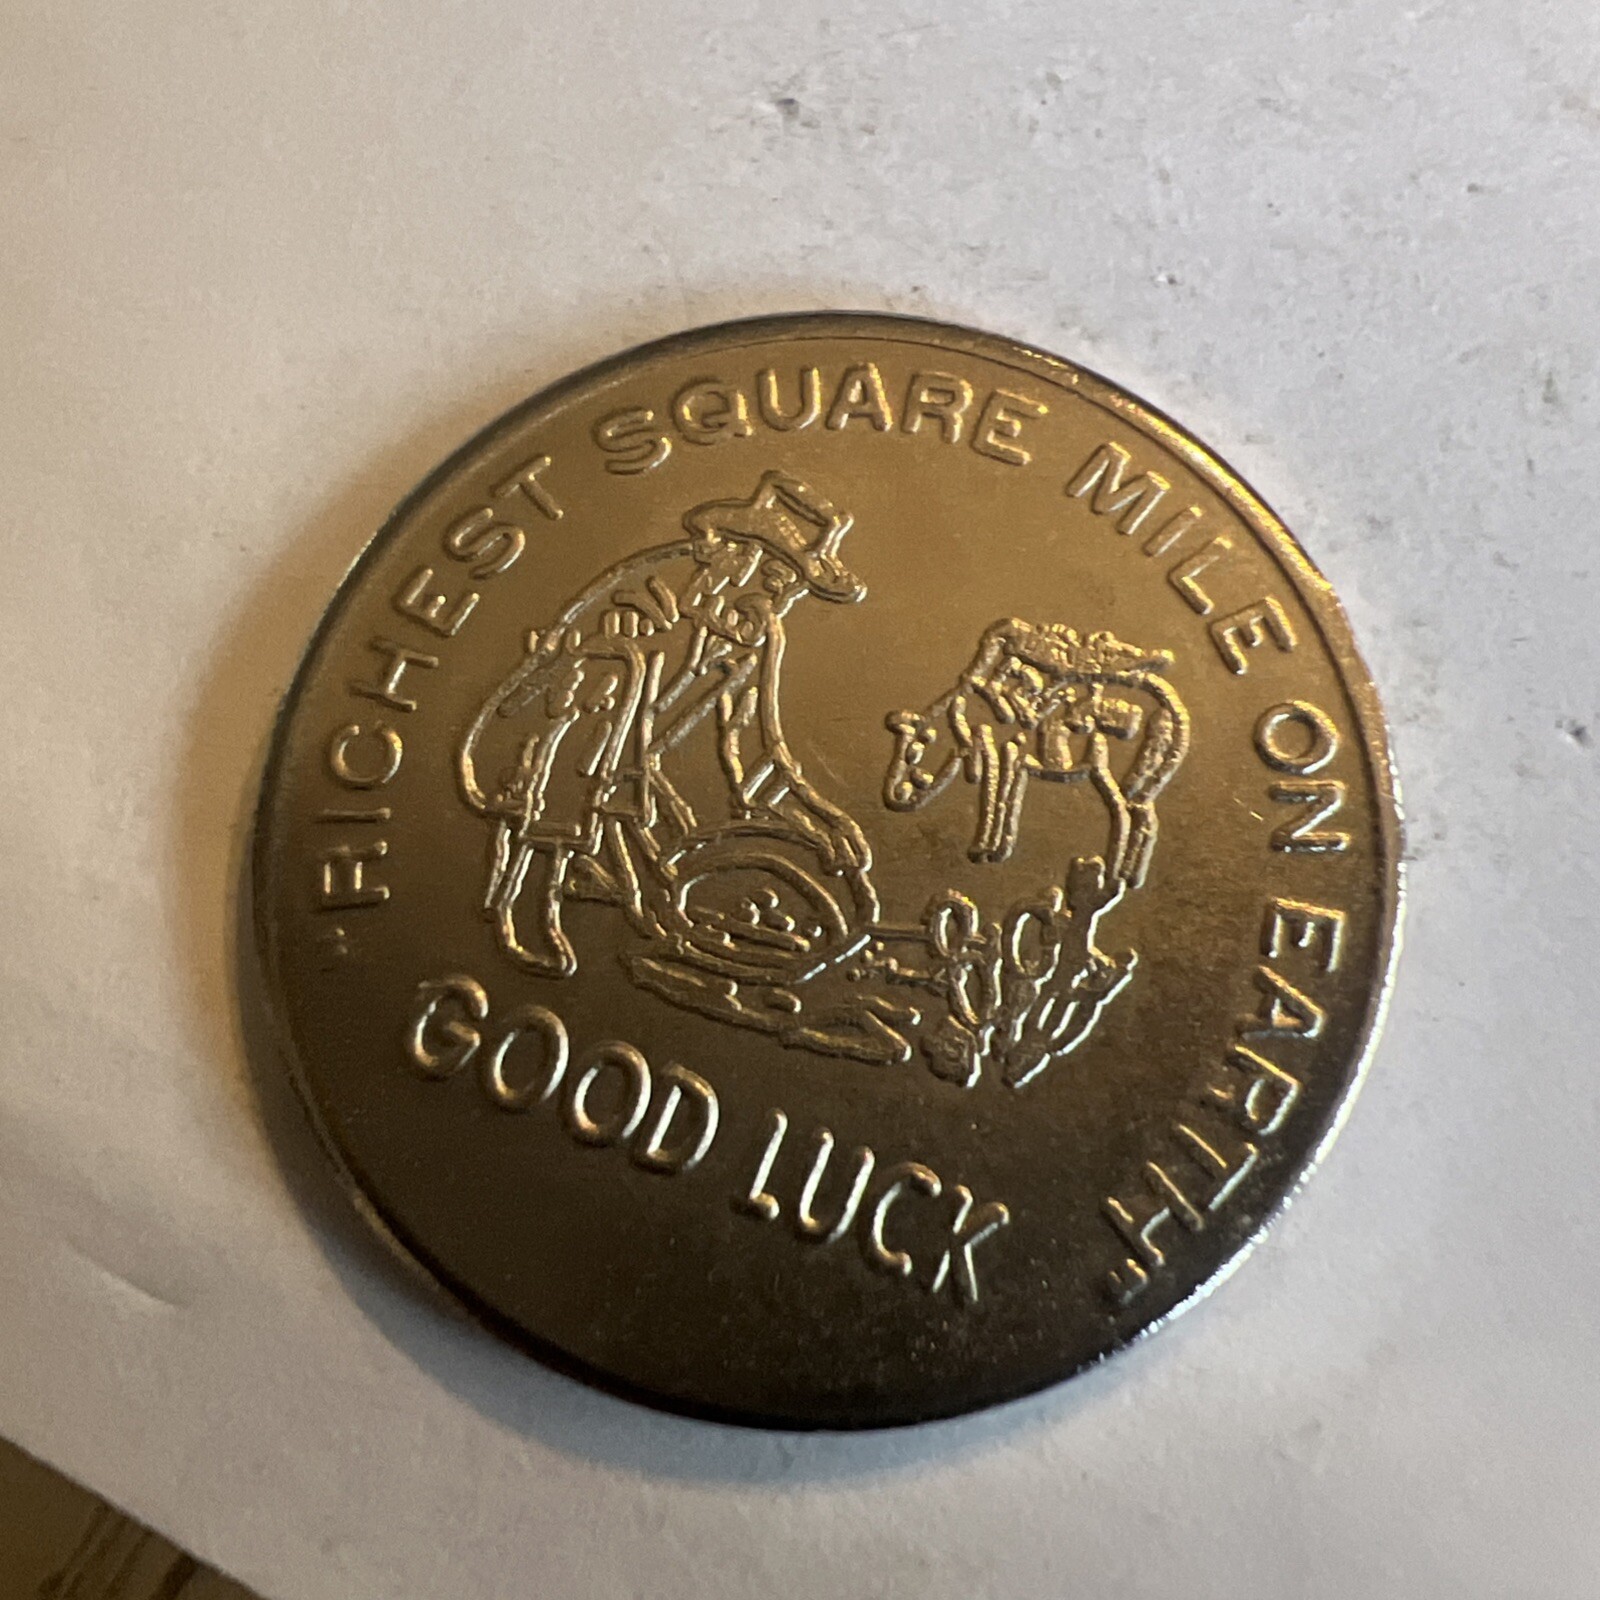 "RICHEST SQUARE MILE ON EARTH"
GOOD LUCK